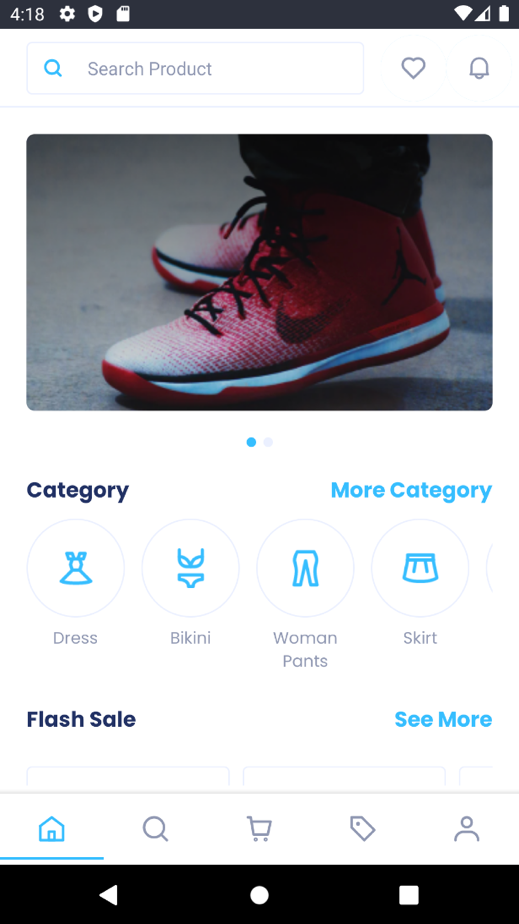 4:18
Search Product
Category
More Category
Dress
Bikini
Woman
Pants
Skirt
Flash Sale
See More